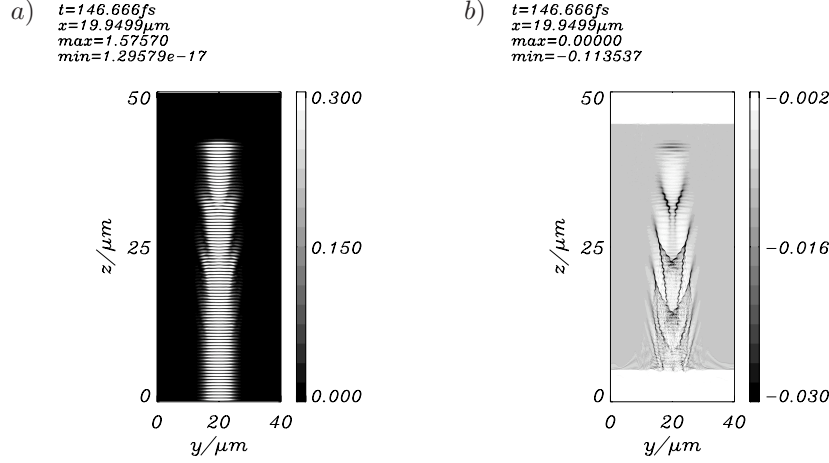 a)
t=146.666fs
x=19.9499μm
max=1.57570
min=1.29579e-17
50
25
0
z/μm
0 20 40
y/μm
0.300
0.150
0.000
b)
t=146.666fs
x=19.9499μm
max=0.00000
min=-0.113537
50
25
0
z/μm
0 20 40
y/μm
-0.002
-0.016
-0.030